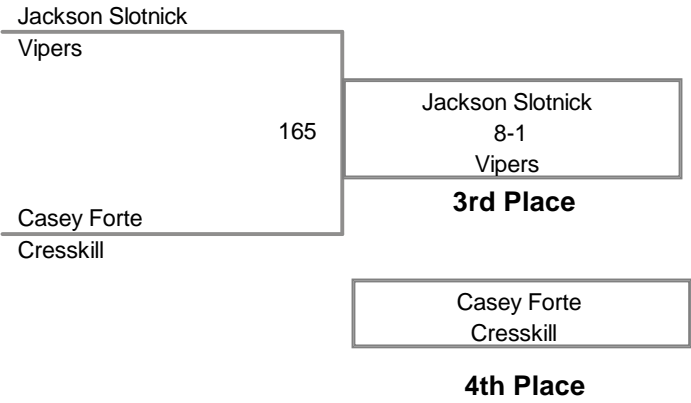 Jackson Slotnick
Vipers
165
Jackson Slotnick
8-1
Vipers
3rd Place
Casey Forte
Cresskill
Casey Forte
Cresskill
4th Place